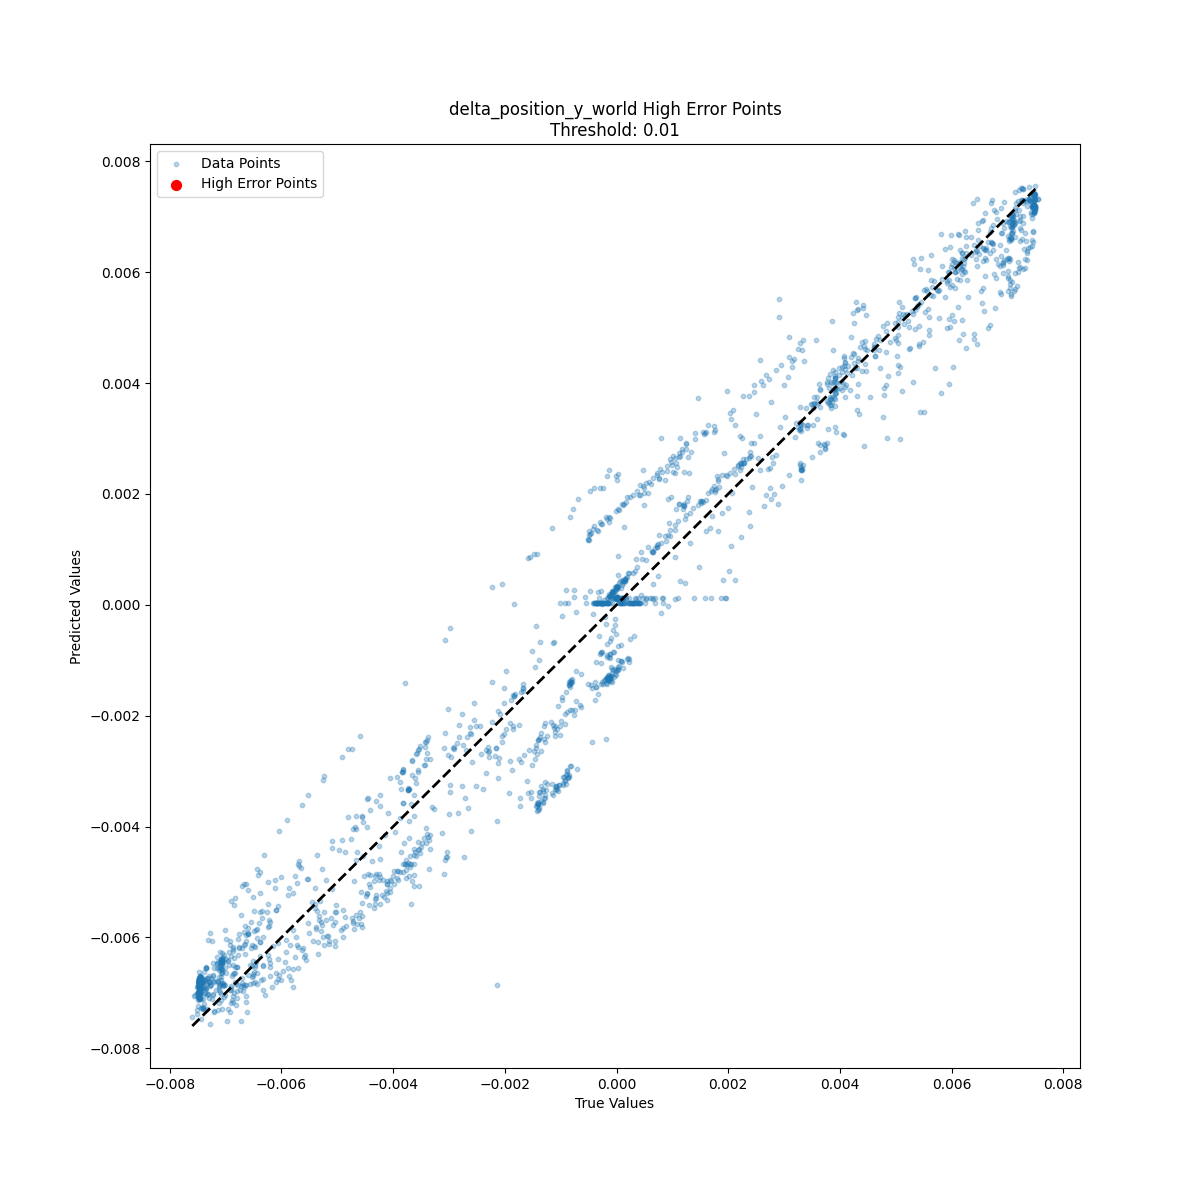 delta_position_y_world High Error Points
Threshold: 0.01
Data Points
High Error Points
0.008
0.006
0.004
0.002
0.000
−0.002
−0.004
−0.006
−0.008
Predicted Values
−0.008 −0.006 −0.004 −0.002 0.000 0.002 0.004 0.006 0.008
True Values